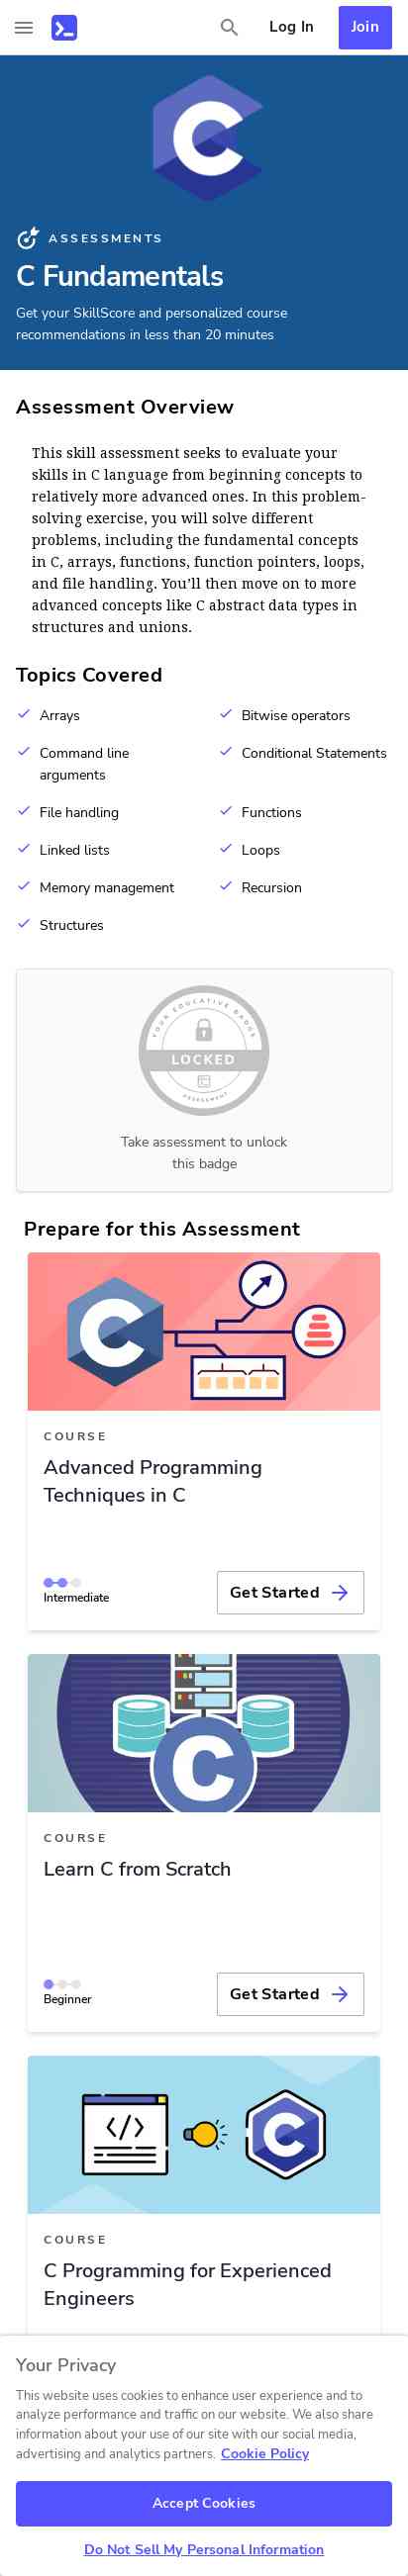 Log In
Join
ASSESSMENTS
C Fundamentals
Get your SkillScore and personalized course
recommendations in less than 20 minutes
Assessment Overview
This skill assessment seeks to evaluate your
skills in C language from beginning concepts to
relatively more advanced ones. In this problem-
solving exercise, you will solve different
problems, including the fundamental concepts
in C, arrays, functions, function pointers, loops,
and file handling. You’ll then move on to more
advanced concepts like C abstract data types in
structures and unions.
Topics Covered
Arrays
Bitwise operators
Command line
arguments
Conditional Statements
File handling
Functions
Linked lists
Loops
Memory management
Recursion
Structures
YOUR EDUCATIVE BADGE
LOCKED
ASSESSMENT
Take assessment to unlock
this badge
Prepare for this Assessment
C
COURSE
Advanced Programming
Techniques in C
Intermediate
Get Started
C
COURSE
Learn C from Scratch
Beginner
Get Started
</>
C
COURSE
C Programming for Experienced
Engineers
Your Privacy
This website uses cookies to enhance user experience and to
analyze performance and traffic on our website. We also share
information about your use of our site with our social media,
advertising and analytics partners. Cookie Policy
Accept Cookies
Do Not Sell My Personal Information